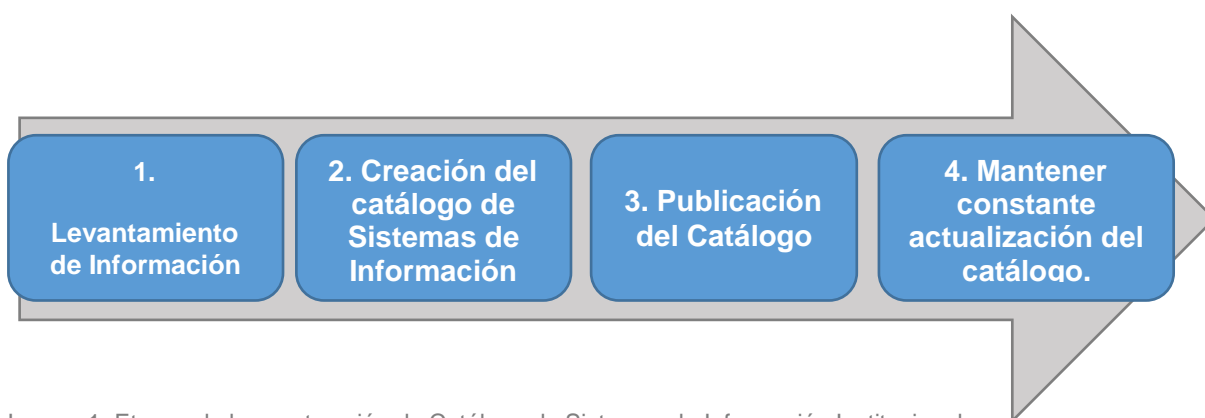 1.
Levantamiento
de Información
2. Creación del
catálogo de
Sistemas de
Información
3. Publicación
del Catálogo
4. Mantener
constante
actualización del
catálogo.